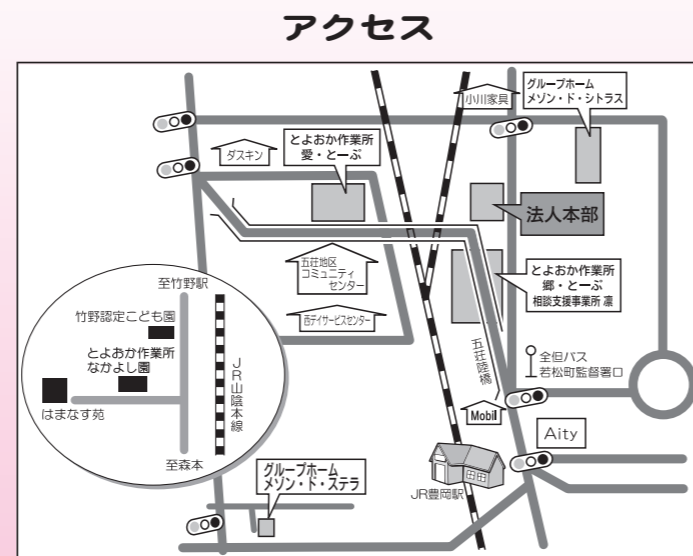 アクセス
小川家具
グループホーム
メゾン・ド・シトラス
ダスキン
とよおか作業所
愛・とーぷ
法人本部
五荘地区
コミュニティ
センター
とよおか作業所
郷・とーぷ
相談支援事業所 凛
西デイサービスセンター
五荘陸橋
全但バス
若松町監督署口
至竹野駅
竹野認定こども園
とよおか作業所
なかよし園
はまなす苑
JR山陰本線
至森本
Mobil
Aity
JR豊岡駅
グループホーム
メゾン・ド・ステラ